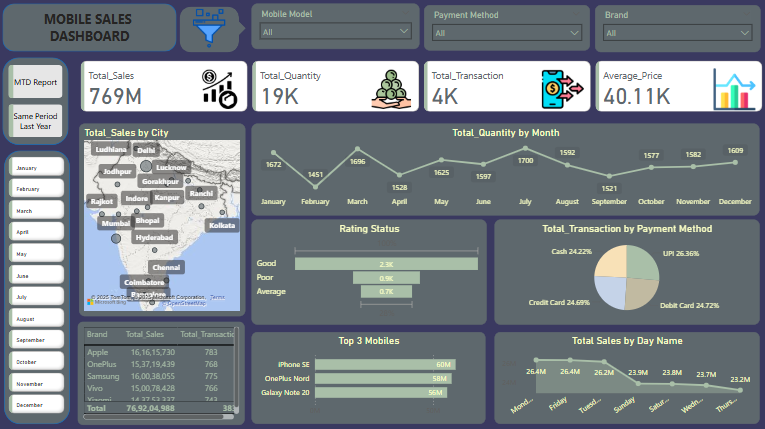 MOBILE SALES
DASHBOARD
Mobile Model
All
Payment Method
All
Brand
All
MTD Report
Same Period
Last Year
Total_Sales
769M
Total_Quantity
19K
Total_Transaction
4K
Average_Price
40.11K
January
February
March
April
May
June
July
August
September
October
November
December
Total_Sales by City
Ludhiana
Delhi
Jodhpur
Lucknow
Gorakhpur
Rajkot
Indore
Kanpur
Ranchi
Mumbai
Bhopal
Kolkata
Hyderabad
Chennai
Coimbatore
Bangalore
© 2025 TomTom
Microsoft Corporation
Terms
OpenStreetMap
Total_Quantity by Month
1672
1451
1696
1528
1625
1597
1700
1592
1521
1577
1582
1609
January February March April May June July August September October November December
Rating Status
Good
2.3K
Poor
0.9K
Average
0.7K
Total_Transaction by Payment Method
Cash 24.22%
UPI 26.36%
Credit Card 24.69%
Debit Card 24.72%
Brand Total_Sales Total_Transactic
Apple 16,16,15,730 783
OnePlus 15,37,19,439 768
Samsung 16,00,38,055 775
Vivo 15,00,78,428 766
Xiaomi 14,37,53,337 743
Total 76,92,04,988 383
Top 3 Mobiles
iPhone SE
60M
OnePlus Nord
58M
Galaxy Note 20
56M
Total Sales by Day Name
26.4M
26.4M
26.2M
23.9M
23.8M
23.7M
23.2M
Mond...
Friday
Tuesd...
Sunday
Satur...
Wedn...
Thurs...